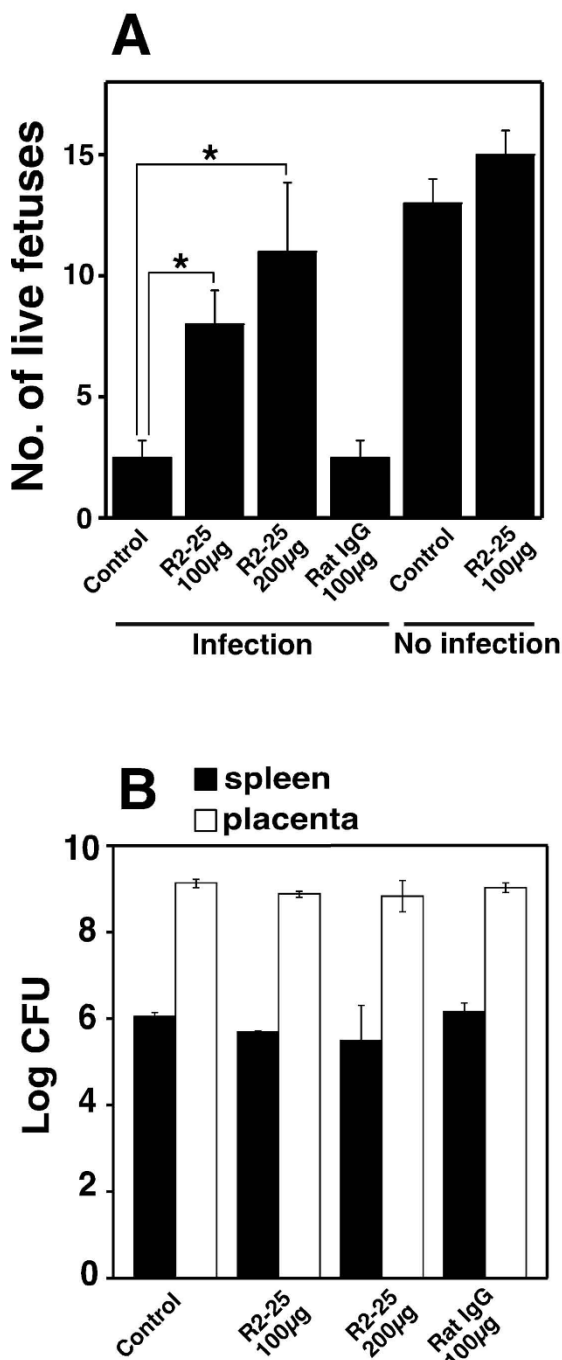 A
No. of live fetuses
15
10
5
0
*
*
Control
R2-25
100µg
R2-25
200µg
Rat IgG
100µg
Control
R2-25
100µg
Infection
No infection
B
spleen
placenta
Log CFU
10
8
6
4
2
0
Control
R2-25
100µg
R2-25
200µg
Rat IgG
100µg